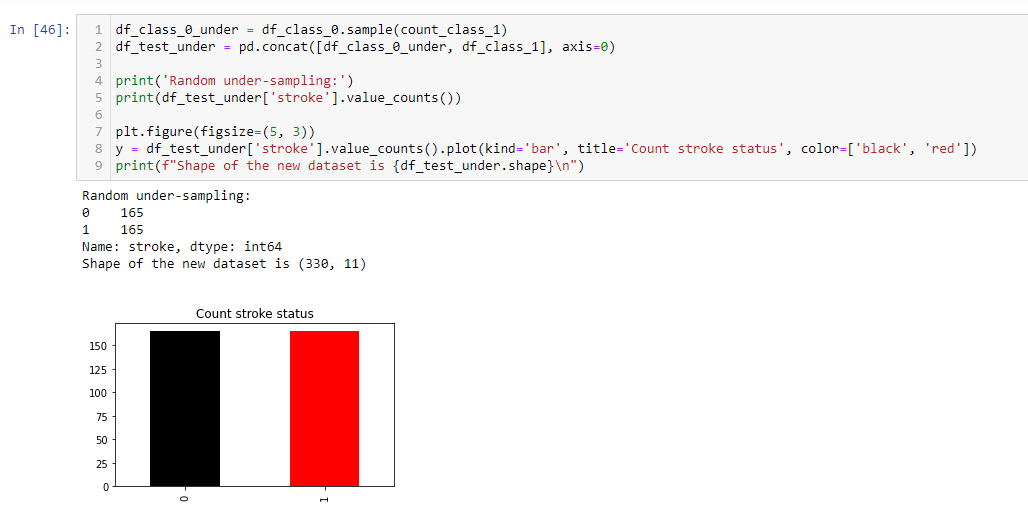 In [46]:
1 df_class_0_under = df_class_0.sample(count_class_1)
2 df_test_under = pd.concat([df_class_0_under, df_class_1], axis=0)
3
4 print('Random under-sampling:')
5 print(df_test_under['stroke'].value_counts())
6
7 plt.figure(figsize=(5, 3))
8 y = df_test_under['stroke'].value_counts().plot(kind='bar', title='Count stroke status', color=['black', 'red'])
9 print(f"Shape of the new dataset is {df_test_under.shape}\n")
Random under-sampling:
0    165
1    165
Name: stroke, dtype: int64
Shape of the new dataset is (330, 11)
Count stroke status
150
125
100
75
50
25
0
0 1